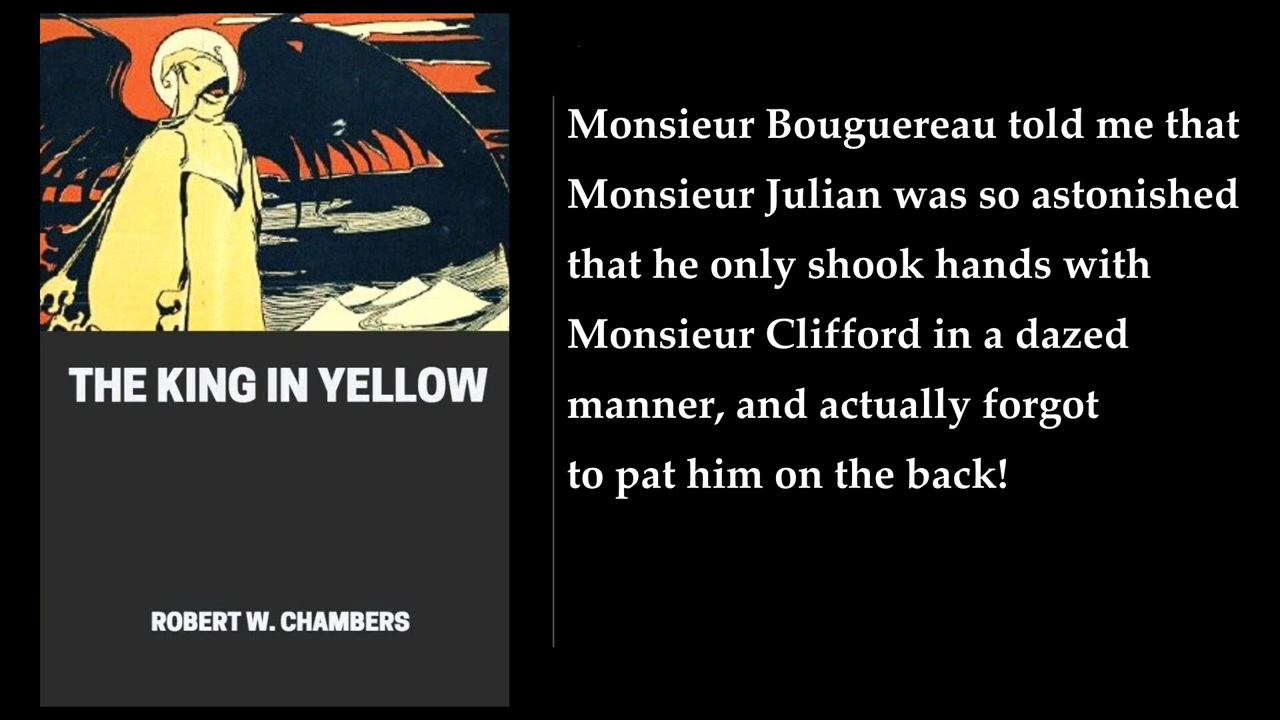 THE KING IN YELLOW
ROBERT W. CHAMBERS
Monsieur Bouguereau told me that
Monsieur Julian was so astonished
that he only shook hands with
Monsieur Clifford in a dazed
manner, and actually forgot
to pat him on the back!